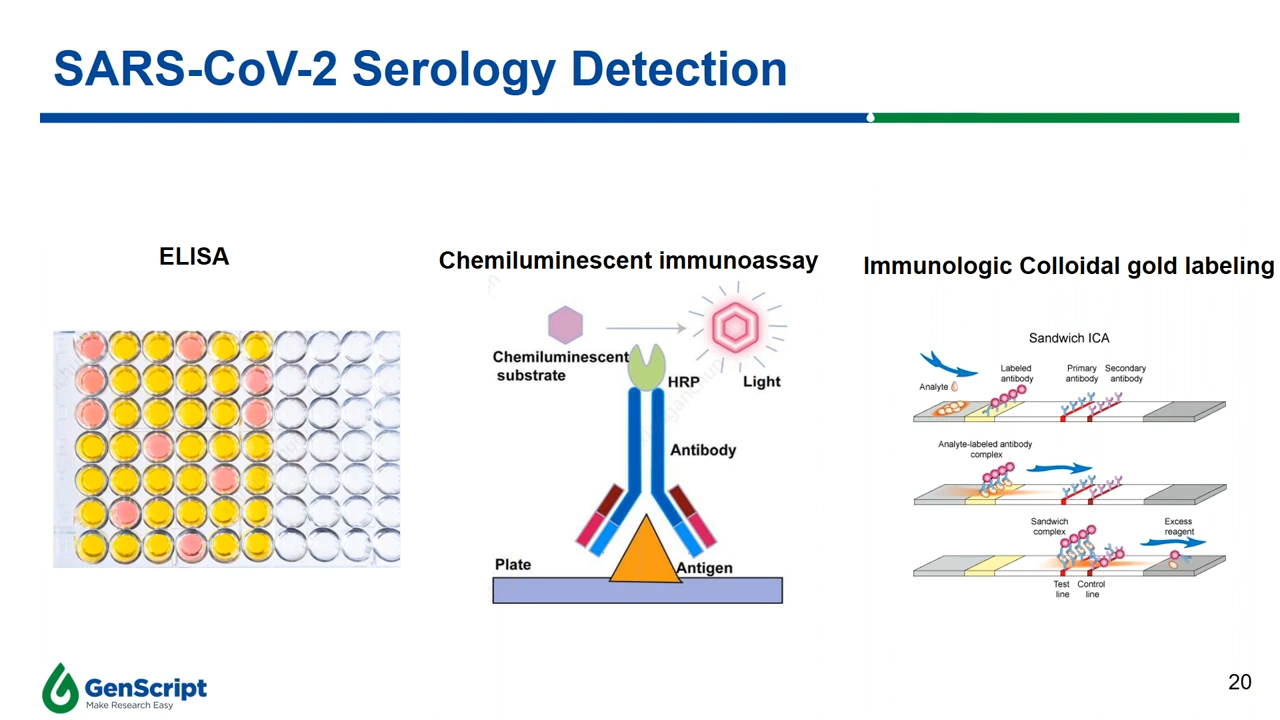 SARS-CoV-2 Serology Detection
ELISA
Chemiluminescent immunoassay
Chemiluminescent
substrate
HRP
Light
Antibody
Plate
Antigen
Immunologic Colloidal gold labeling
Sandwich ICA
Analyte
Labeled
antibody
Primary
antibody
Secondary
antibody
Analyte-labeled antibody
complex
Sandwich
complex
Excess
reagent
Test
line
Control
line
GenScript
Make Research Easy
20